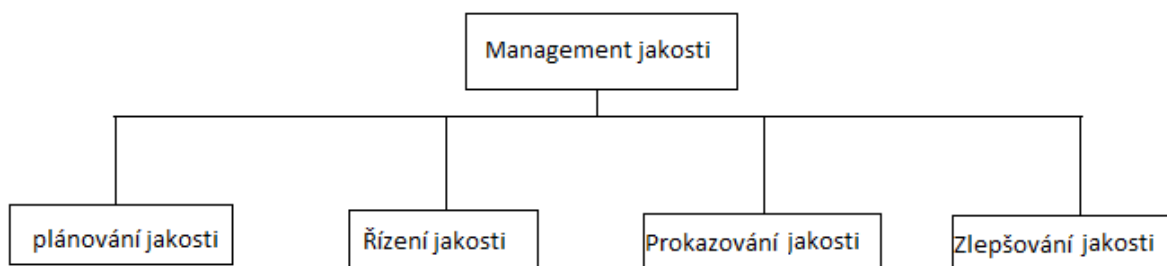 Management jakosti
plánování jakosti
Řízení jakosti
Prokazování jakosti
Zlepšování jakosti